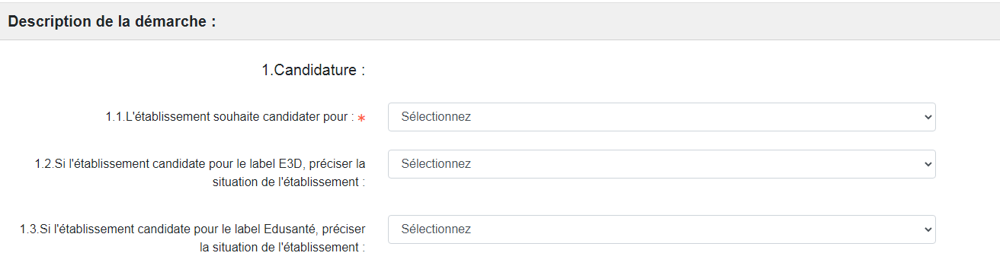 Description de la démarche :
1.Candidature :
1.1.L'établissement souhaite candidater pour : *
Sélectionnez
1.2.Si l'établissement candidate pour le label E3D, préciser la
situation de l'établissement :
Sélectionnez
1.3.Si l'établissement candidate pour le label Edusanté, préciser
la situation de l'établissement :
Sélectionnez